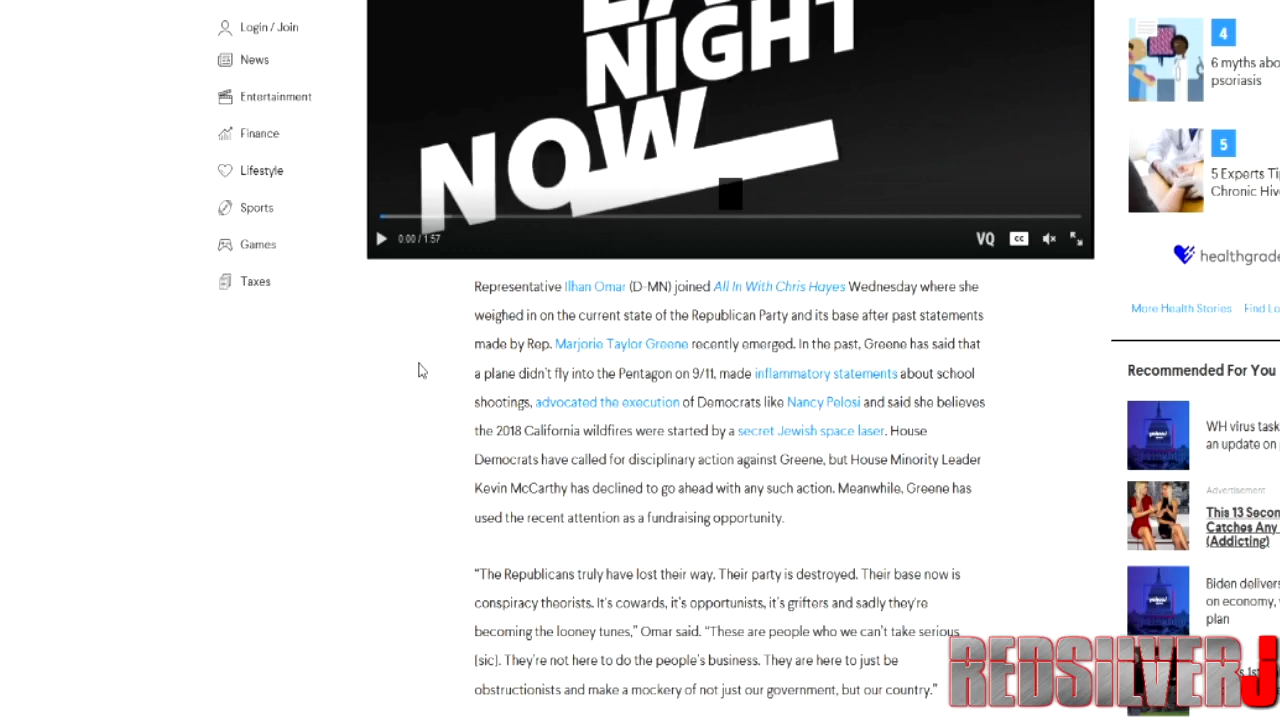 Login / Join
News
Entertainment
Finance
Lifestyle
Sports
Games
Taxes
NIGHT
NOW
0:00 / 1:57
VQ
CC
Representative Ilhan Omar (D-MN) joined All In With Chris Hayes Wednesday where she
weighed in on the current state of the Republican Party and its base after past statements
made by Rep. Marjorie Taylor Greene recently emerged. In the past, Greene has said that
a plane didn't fly into the Pentagon on 9/11, made inflammatory statements about school
shootings, advocated the execution of Democrats like Nancy Pelosi and said she believes
the 2018 California wildfires were started by a secret Jewish space laser. House
Democrats have called for disciplinary action against Greene, but House Minority Leader
Kevin McCarthy has declined to go ahead with any such action. Meanwhile, Greene has
used the recent attention as a fundraising opportunity.
“The Republicans truly have lost their way. Their party is destroyed. Their base now is
conspiracy theorists. It's cowards, it's opportunists, it's grifters and sadly they're
becoming the looney tunes,” Omar said. “These are people who we can't take serious
[sic]. They're not here to do the people's business. They are here to just be
obstructionists and make a mockery of not just our government, but our country.”
4
6 myths abo
psoriasis
5
5 Experts Ti
Chronic Hiv
healthgrade
More Health Stories
Find Lo
Recommended For You
WH virus task
an update on
Advertisement
This 13 Secon
Catches Any
(Addicting)
Biden delivers
on economy,
plan
REDSILVERJ